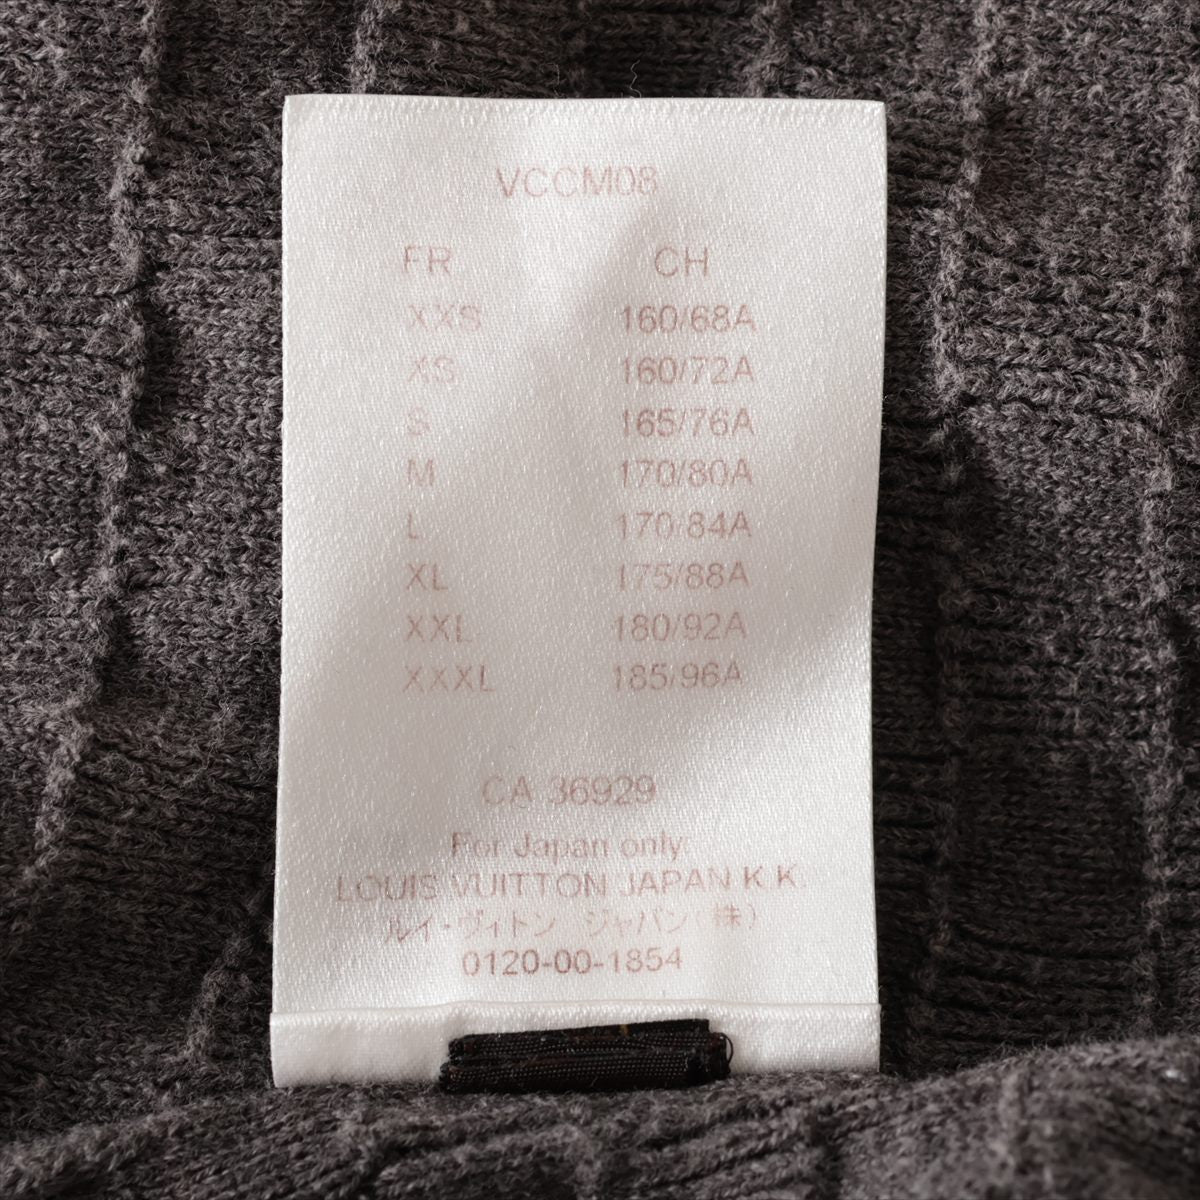 VCCM08
FR CH
XXS 160/68A
XS 160/72A
S 165/76A
M 170/80A
L 170/84A
XL 175/88A
XXL 180/92A
XXXL 185/96A
CA 36929
For Japan only:
LOUIS VUITTON JAPAN K.K.
ルイ・ヴィトン ジャパン(株)
0120-00-1854